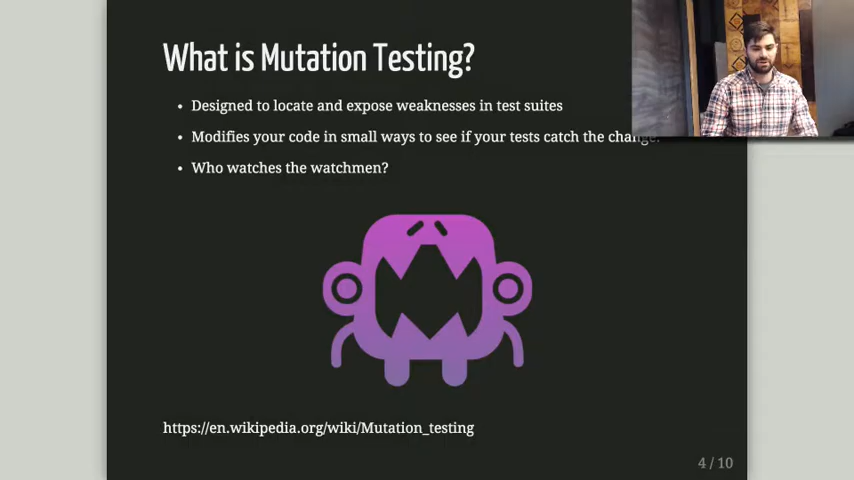 What is Mutation Testing?
• Designed to locate and expose weaknesses in test suites
• Modifies your code in small ways to see if your tests catch the change.
• Who watches the watchmen?
https://en.wikipedia.org/wiki/Mutation_testing
4 / 10